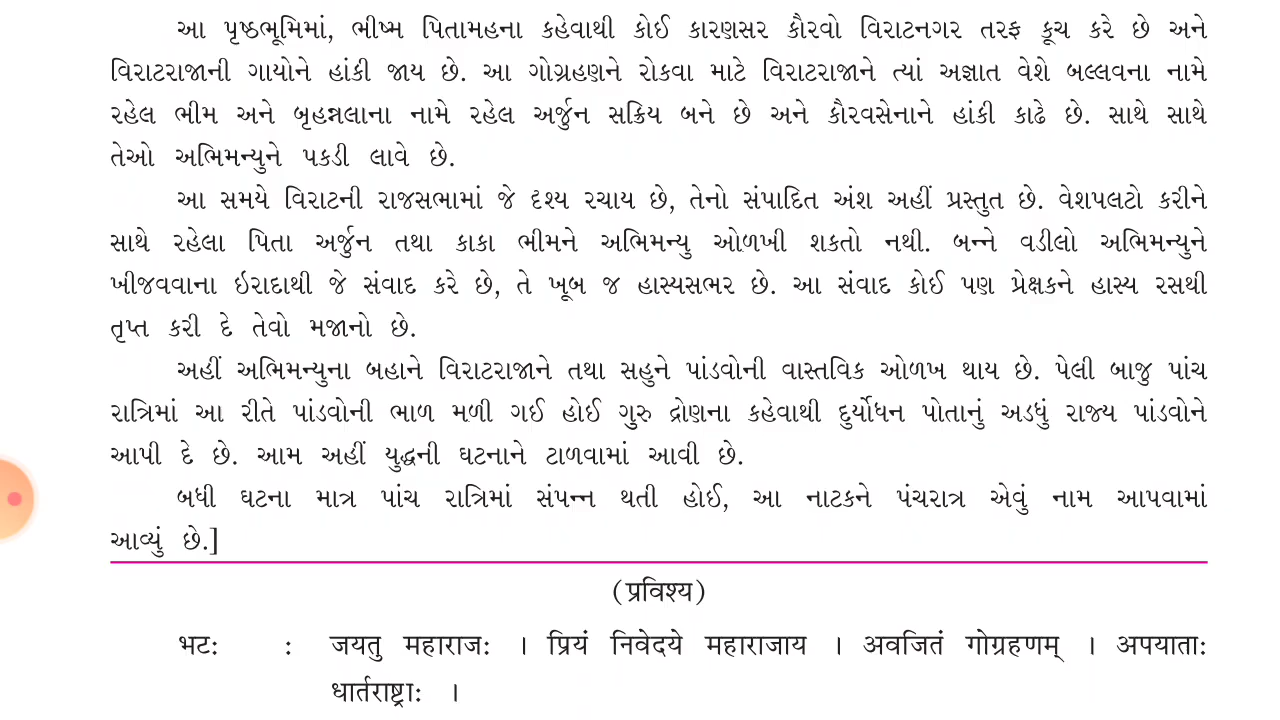 આ પૃષ્ઠભૂમિમાં, ભીષ્મ પિતામહના કહેવાથી કોઈ કારણસર કૌરવો વિરાટનગર તરફ કૂચ કરે છે અને
વિરાટરાજાની ગાયોને હાંકી જાય છે. આ ગોગ્રહણને રોકવા માટે વિરાટરાજાને ત્યાં અજ્ઞાત વેશે બલ્લવના નામે
રહેલ ભીમ અને બૃહન્નલાના નામે રહેલ અર્જુન સક્રિય બને છે અને કૌરવસેનાને હાંકી કાઢે છે. સાથે સાથે
તેઓ અભિમન્યુને પકડી લાવે છે.
આ સમયે વિરાટની રાજસભામાં જે દૃશ્ય રચાય છે, તેનો સંપાદિત અંશ અહીં પ્રસ્તુત છે. વેશપલટો કરીને
સાથે રહેલા પિતા અર્જુન તથા કાકા ભીમને અભિમન્યુ ઓળખી શકતો નથી. બન્ને વડીલો અભિમન્યુને
ખીજવવાના ઇરાદાથી જે સંવાદ કરે છે, તે ખૂબ જ હાસ્યસભર છે. આ સંવાદ કોઈ પણ પ્રેક્ષકને હાસ્ય રસથી
તૃપ્ત કરી દે તેવો મજાનો છે.
અહીં અભિમન્યુના બહાને વિરાટરાજાને તથા સહુને પાંડવોની વાસ્તવિક ઓળખ થાય છે. પેલી બાજુ પાંચ
રાત્રિમાં આ રીતે પાંડવોની ભાળ મળી ગઈ હોઈ ગુરુ દ્રોણના કહેવાથી દુર્યોધન પોતાનું અડધું રાજ્ય પાંડવોને
આપી દે છે. આમ અહીં યુદ્ધની ઘટનાને ટાળવામાં આવી છે.
બધી ઘટના માત્ર પાંચ રાત્રિમાં સંપન્ન થતી હોઈ, આ નાટકને પંચરાત્ર એવું નામ આપવામાં
આવ્યું છે.]
(प्रविश्य)
भटः : जयतु महाराजः । प्रियं निवेदये महाराजाय । अवजितं गोग्रहणम् । अपयाताः
धार्तराष्ट्राः ।